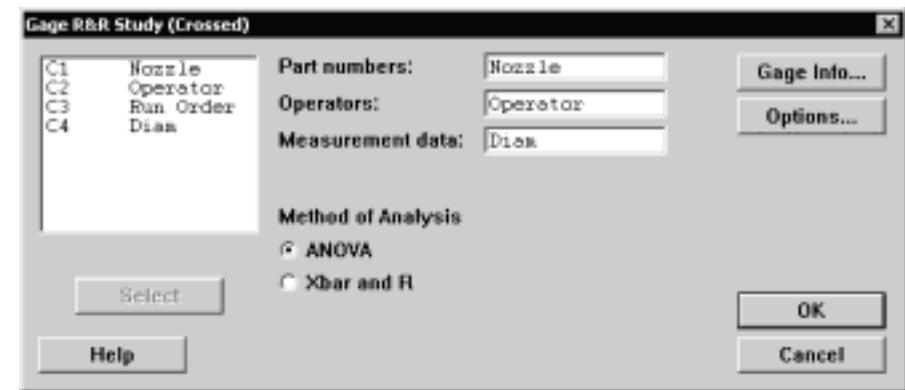 Gage R&R Study (Crossed)
C1 Nozzle
C2 Operator
C3 Run Order
C4 Diam
Part numbers: Nozzle
Operators: Operator
Measurement data: Diam
Method of Analysis
ANOVA
Xbar and R
Gage Info...
Options...
Select
Help
OK
Cancel